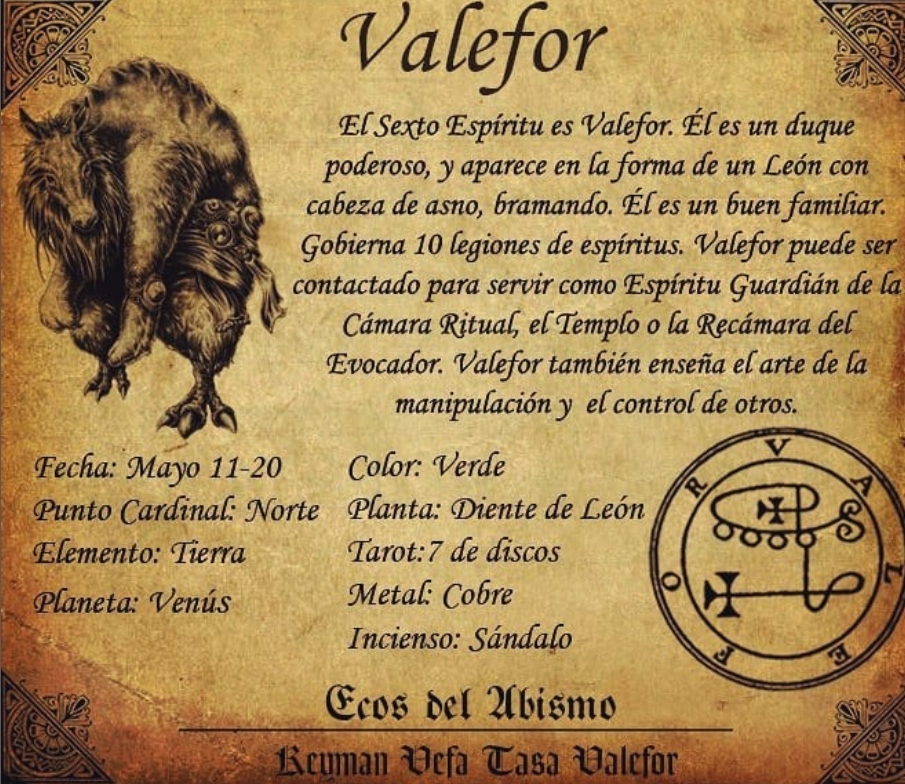 Valefor
El Sexto Espíritu es Valefor. Él es un duque
poderoso, y aparece en la forma de un León con
cabeza de asno, bramando. Él es un buen familiar.
Gobierna 10 legiones de espíritus. Valefor puede ser
contactado para servir como Espíritu Guardián de la
Cámara Ritual, el Templo o la Recámara del
Evocador. Valefor también enseña el arte de la
manipulación y el control de otros.
Fecha: Mayo 11-20
Punto Cardinal: Norte
Elemento: Tierra
Planeta: Venús
Color: Verde
Planta: Diente de León
Tarot:7 de discos
Metal: Cobre
Incienso: Sándalo
V A L E F O R
Ecos del Abismo
Keyman Vefa Tasa Valefor